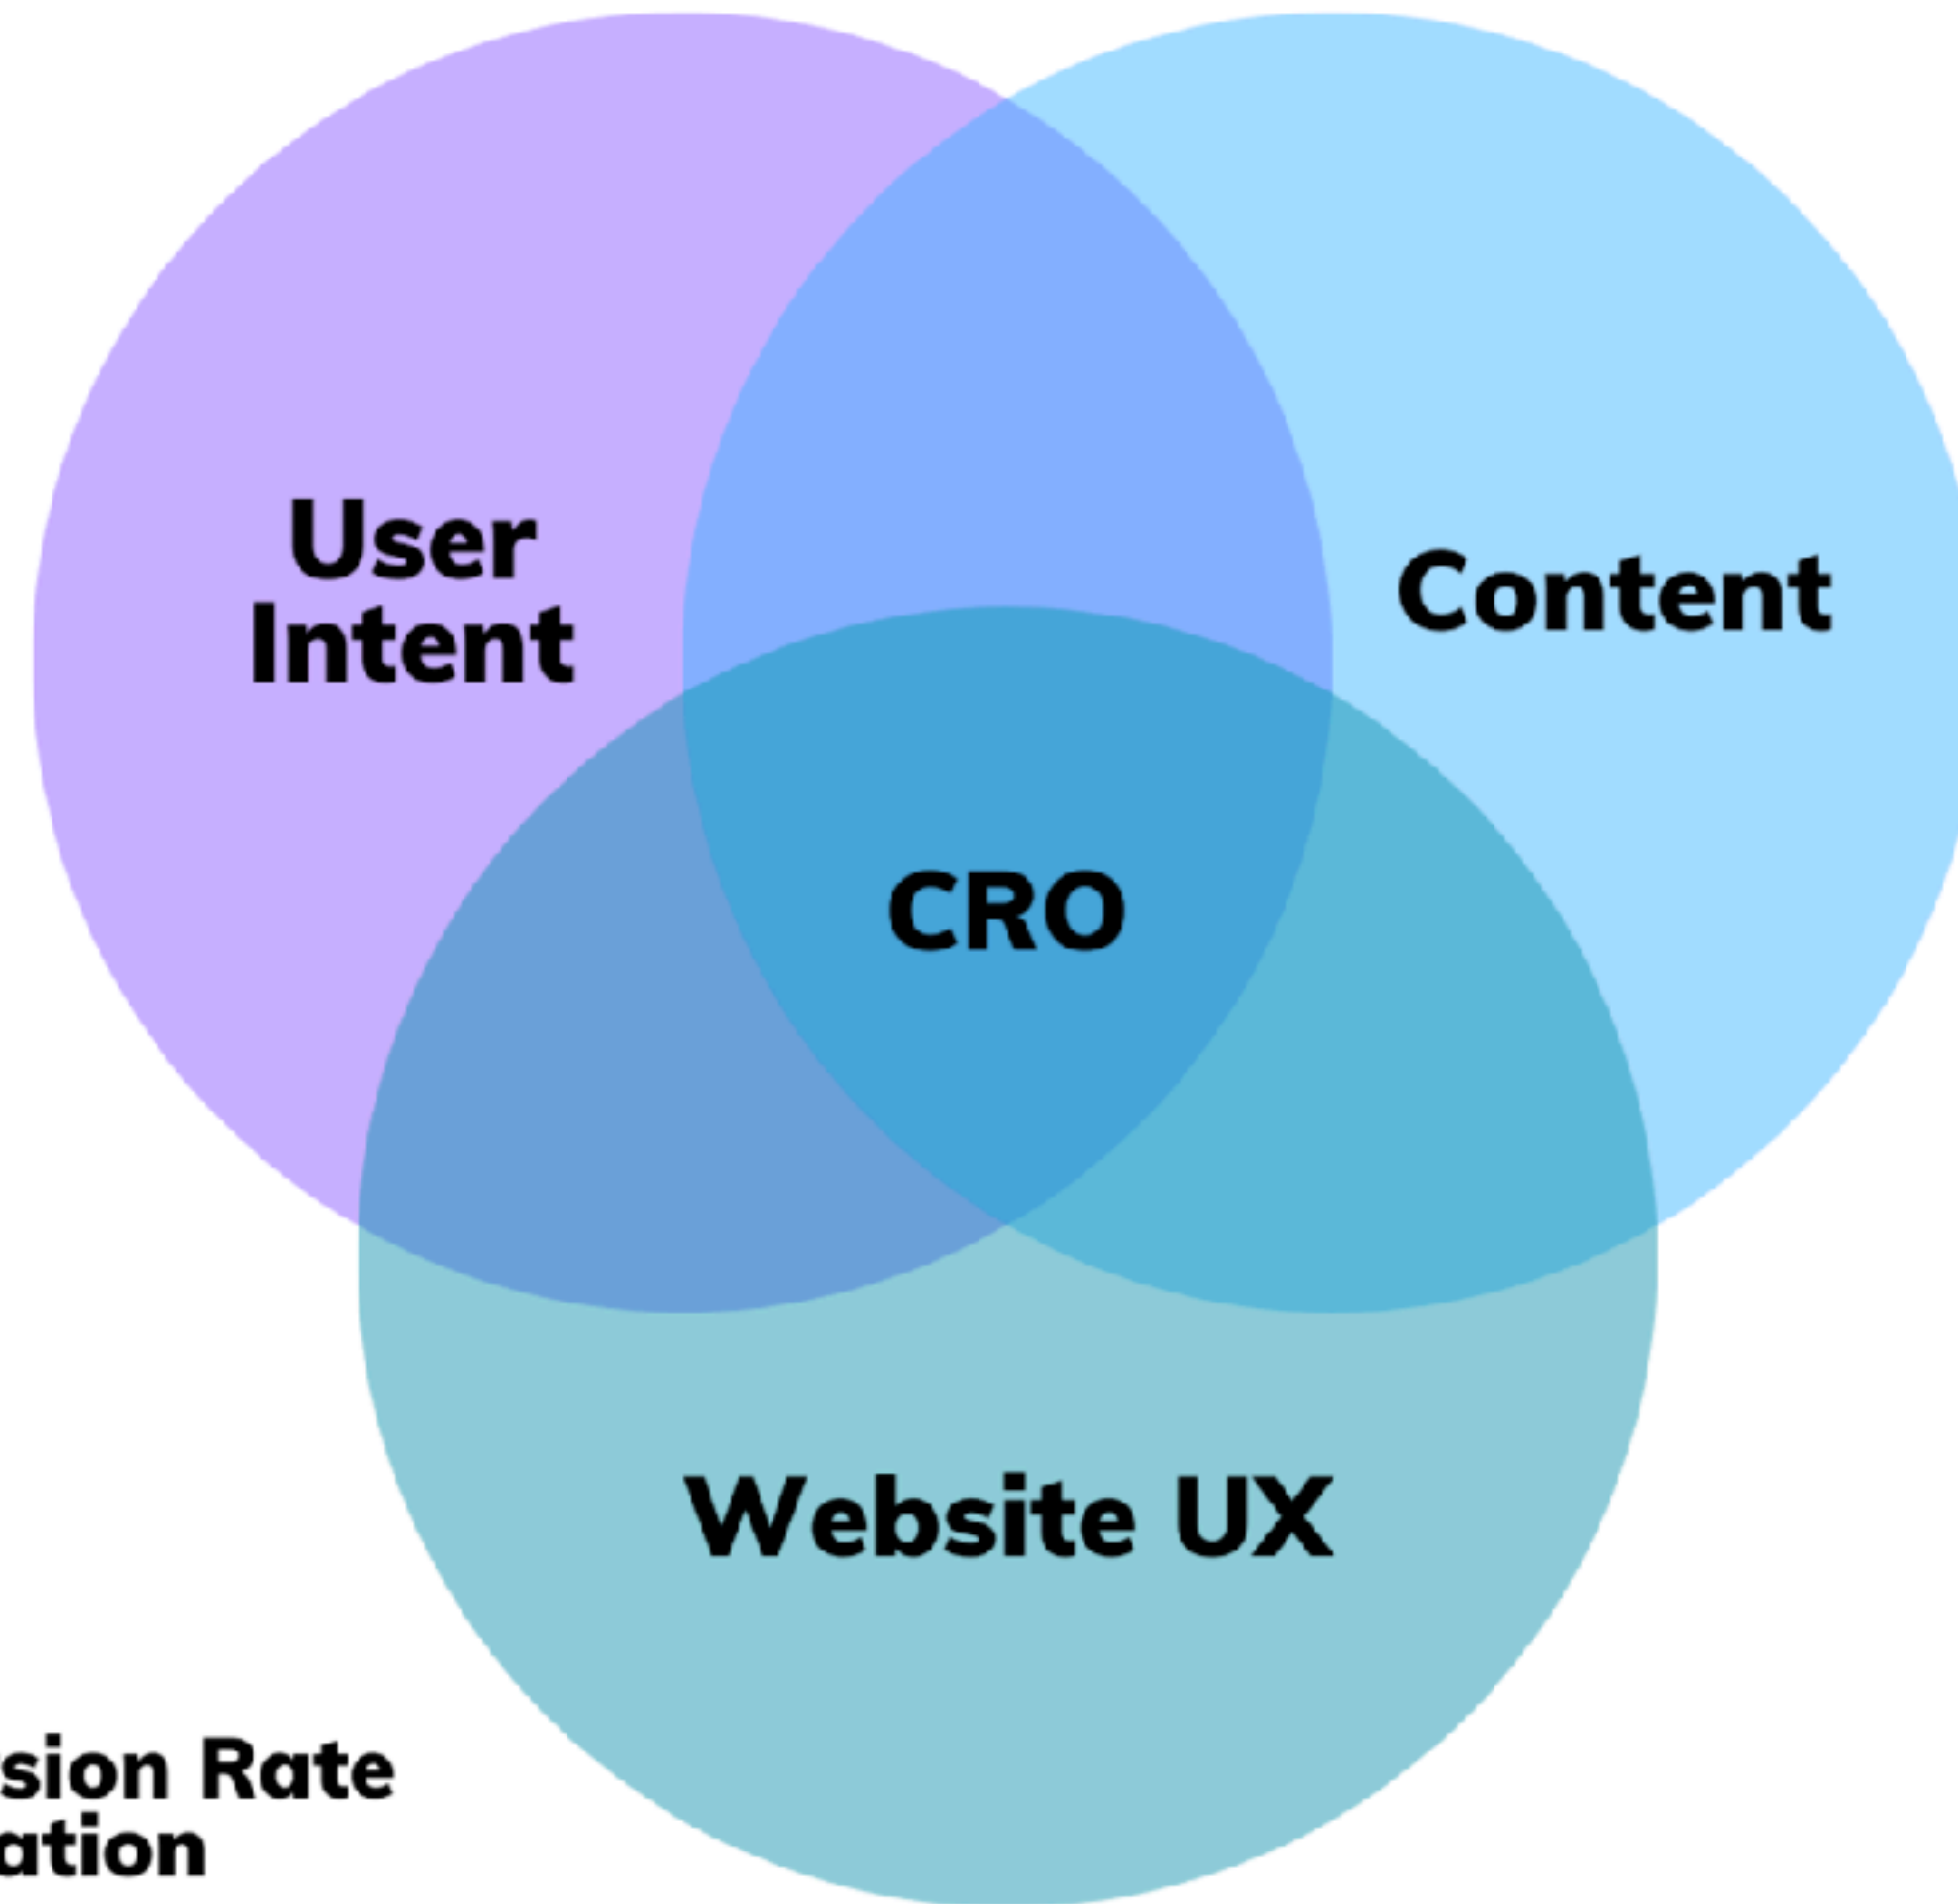 User
Intent
Content
CRO
Website UX
sion Rate
ation